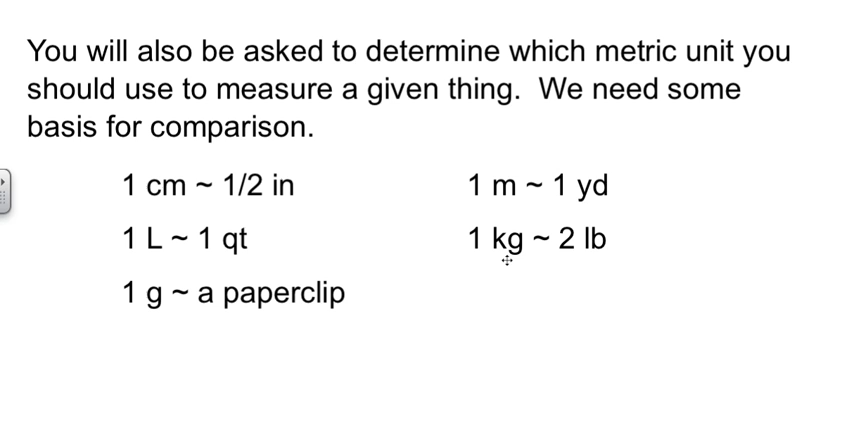 You will also be asked to determine which metric unit you
should use to measure a given thing.  We need some
basis for comparison.
1 cm ~ 1/2 in
1 m ~ 1 yd
1 L ~ 1 qt
1 kg ~ 2 lb
1 g ~ a paperclip